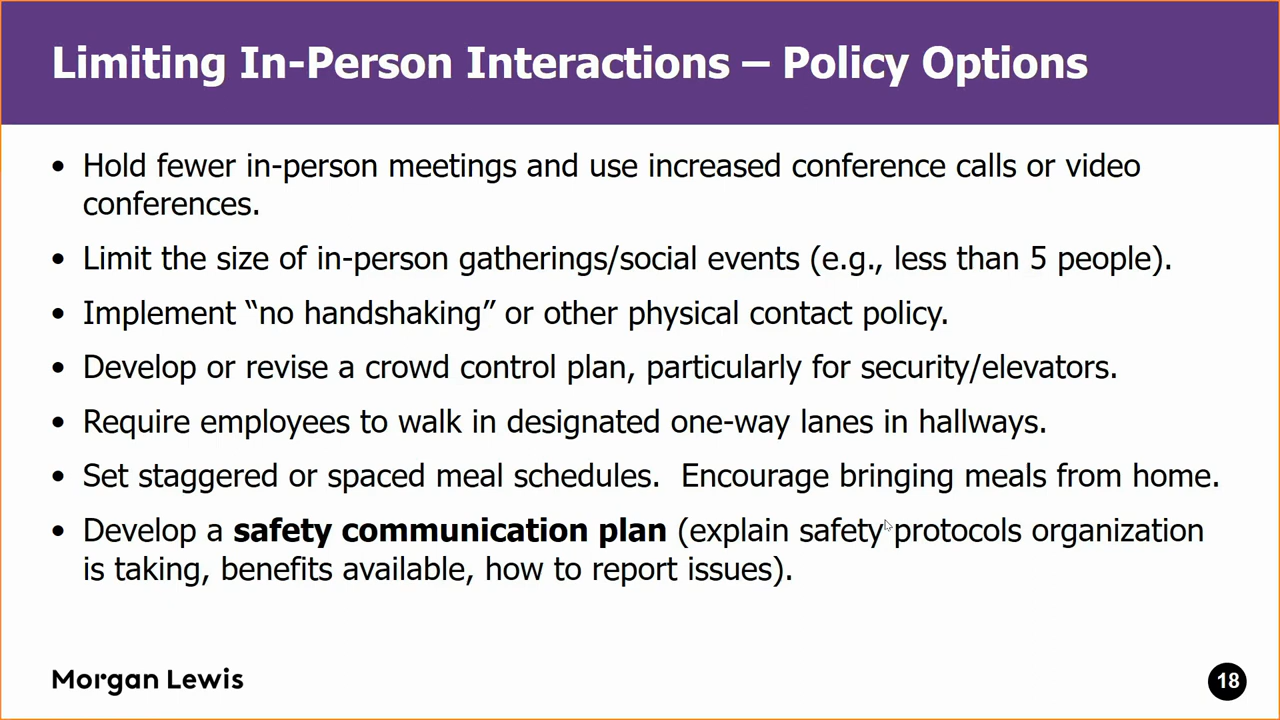 Limiting In-Person Interactions – Policy Options
• Hold fewer in-person meetings and use increased conference calls or video
conferences.
• Limit the size of in-person gatherings/social events (e.g., less than 5 people).
• Implement “no handshaking” or other physical contact policy.
• Develop or revise a crowd control plan, particularly for security/elevators.
• Require employees to walk in designated one-way lanes in hallways.
• Set staggered or spaced meal schedules.  Encourage bringing meals from home.
• Develop a safety communication plan (explain safety protocols organization
is taking, benefits available, how to report issues).
Morgan Lewis
18